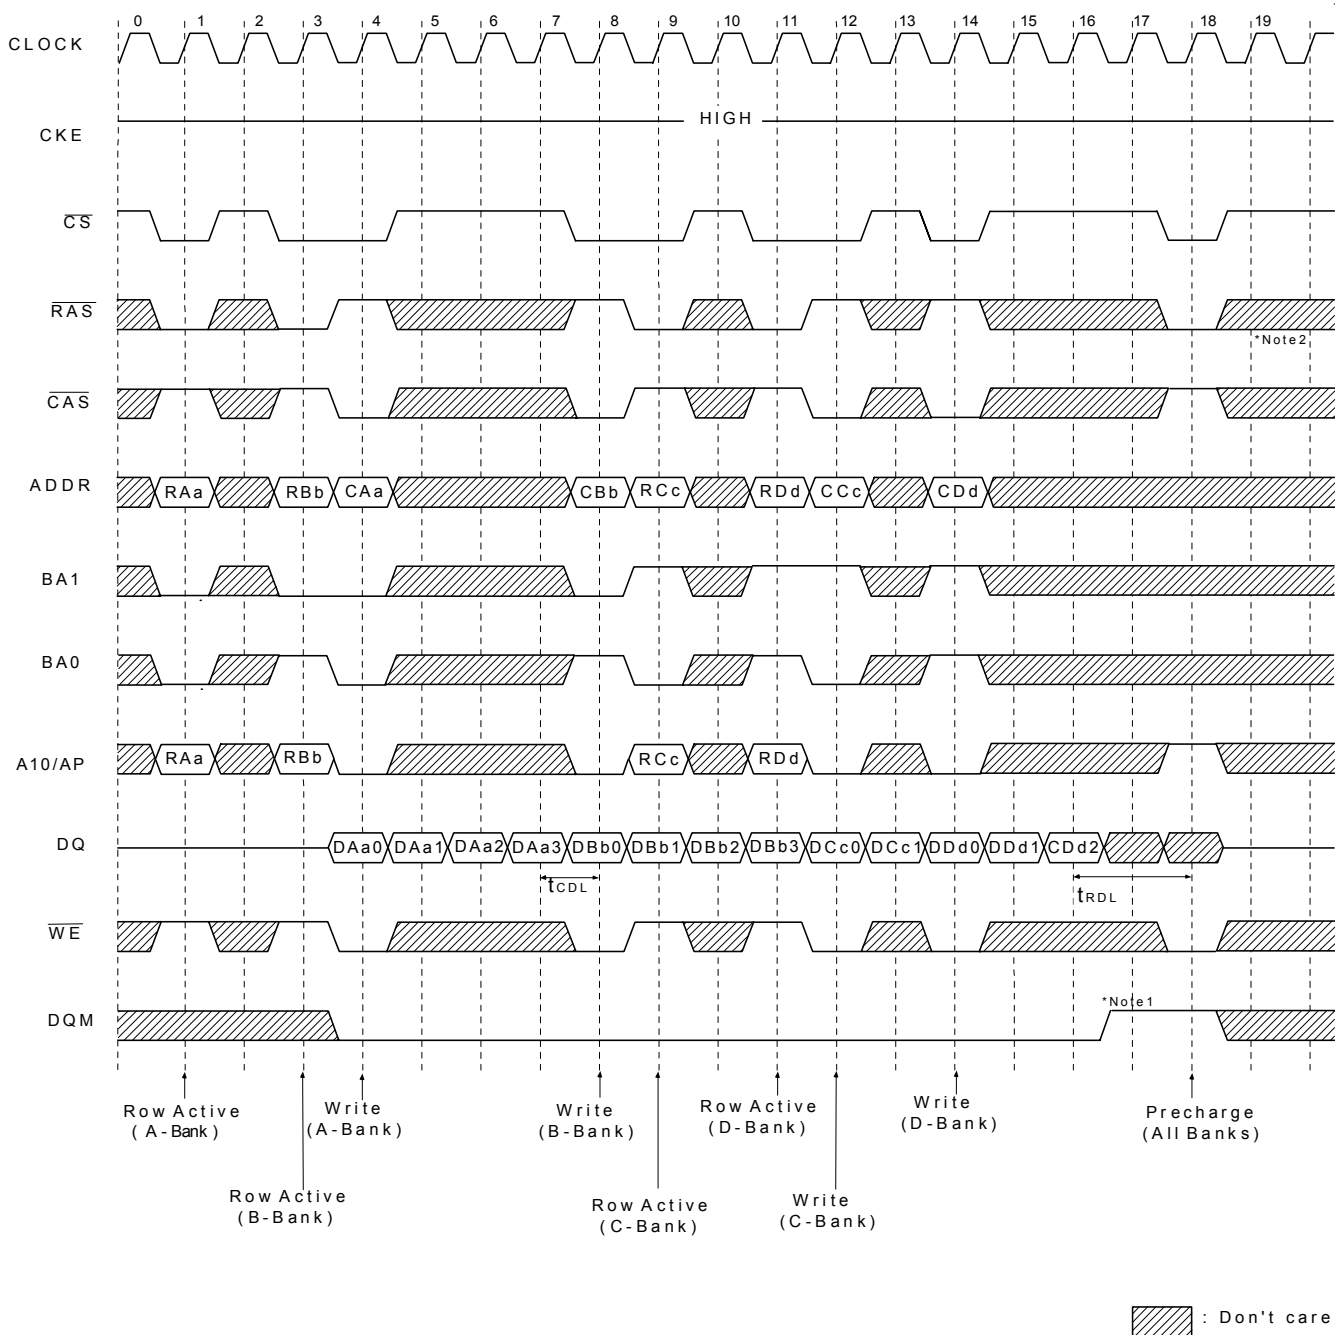 0 1 2 3 4 5 6 7 8 9 10 11 12 13 14 15 16 17 18 19
CLOCK
HIGH
CKE
CS
RAS
*Note2
CAS
ADDR RAa RBb CAa CBb RCc RDd CCc CDd
BA1
BA0
A10/AP RAa RBb RCc RDd
DQ DAa0 DAa1 DAa2 DAa3 DBb0 DBb1 DBb2 DBb3 DCc0 DCc1 DDd0 DDd1 CDd2
tCDL tRDL
WE
*Note1
DQM
Row Active
(A-Bank)
Write
(A-Bank)
Write
(B-Bank)
Row Active
(D-Bank)
Write
(D-Bank)
Precharge
(All Banks)
Row Active
(B-Bank)
Row Active
(C-Bank)
Write
(C-Bank)
: Don't care